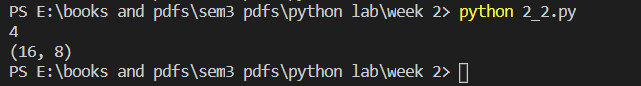 PS E:\books and pdfs\sem3 pdfs\python lab\week 2> python 2_2.py
4
(16, 8)
PS E:\books and pdfs\sem3 pdfs\python lab\week 2>